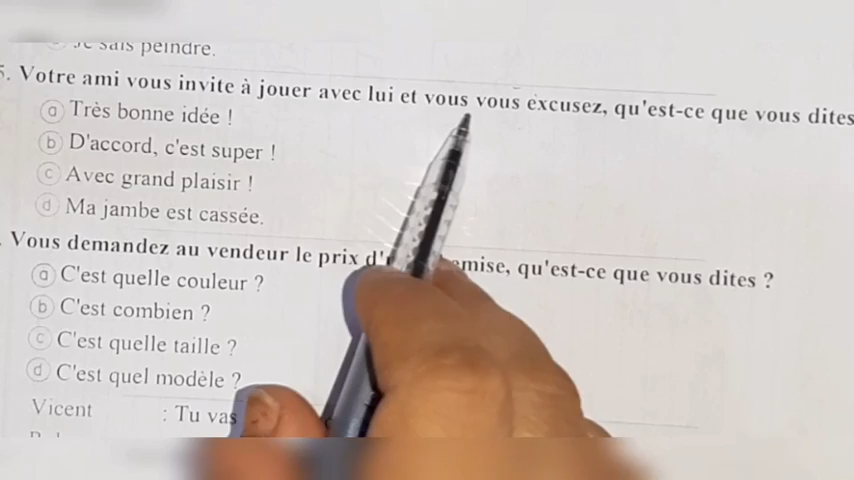 Je sais peindre.
5. Votre ami vous invite à jouer avec lui et vous vous excusez, qu'est-ce que vous dites
ⓐ Très bonne idée !
ⓑ D'accord, c'est super !
ⓒ Avec grand plaisir !
ⓓ Ma jambe est cassée.
. Vous demandez au vendeur le prix emise, qu'est-ce que vous dites ?
ⓐ C'est quelle couleur ?
ⓑ C'est combien ?
ⓒ C'est quelle taille ?
ⓓ C'est quel modèle ?
Vicent : Tu vas